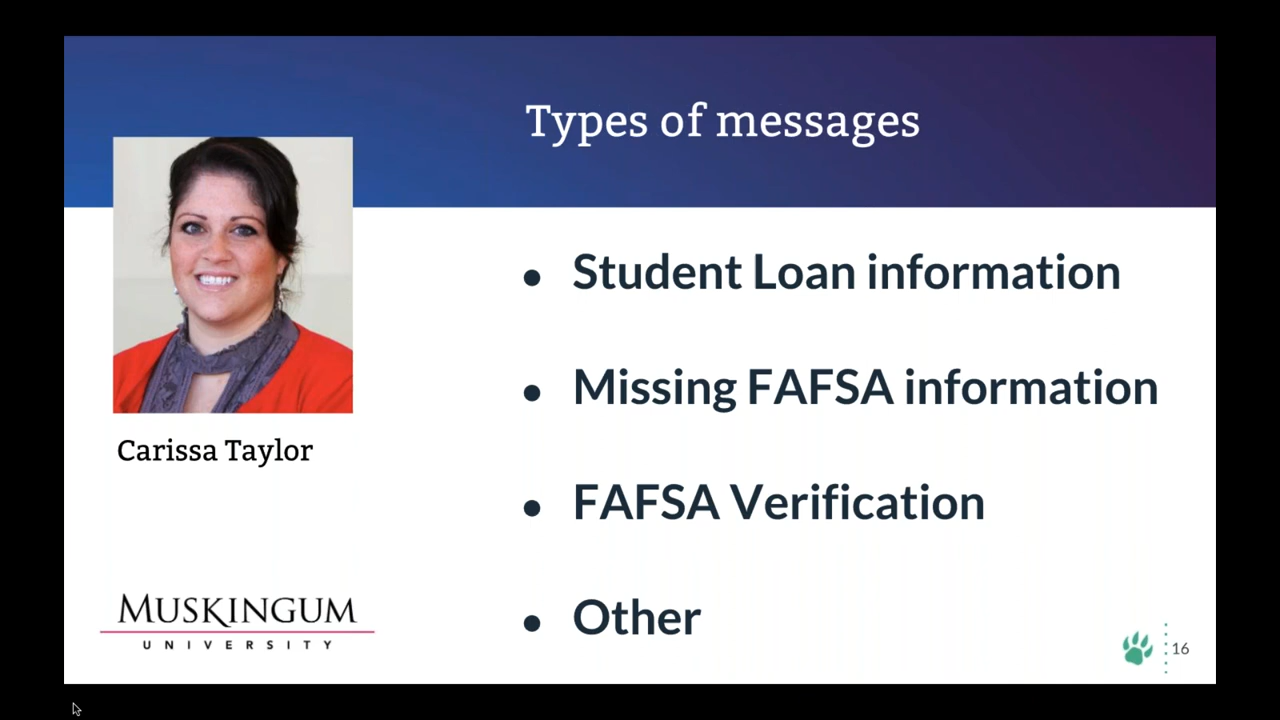 Types of messages
Carissa Taylor
MUSKINGUM
UNIVERSITY
● Student Loan information
● Missing FAFSA information
● FAFSA Verification
● Other
16